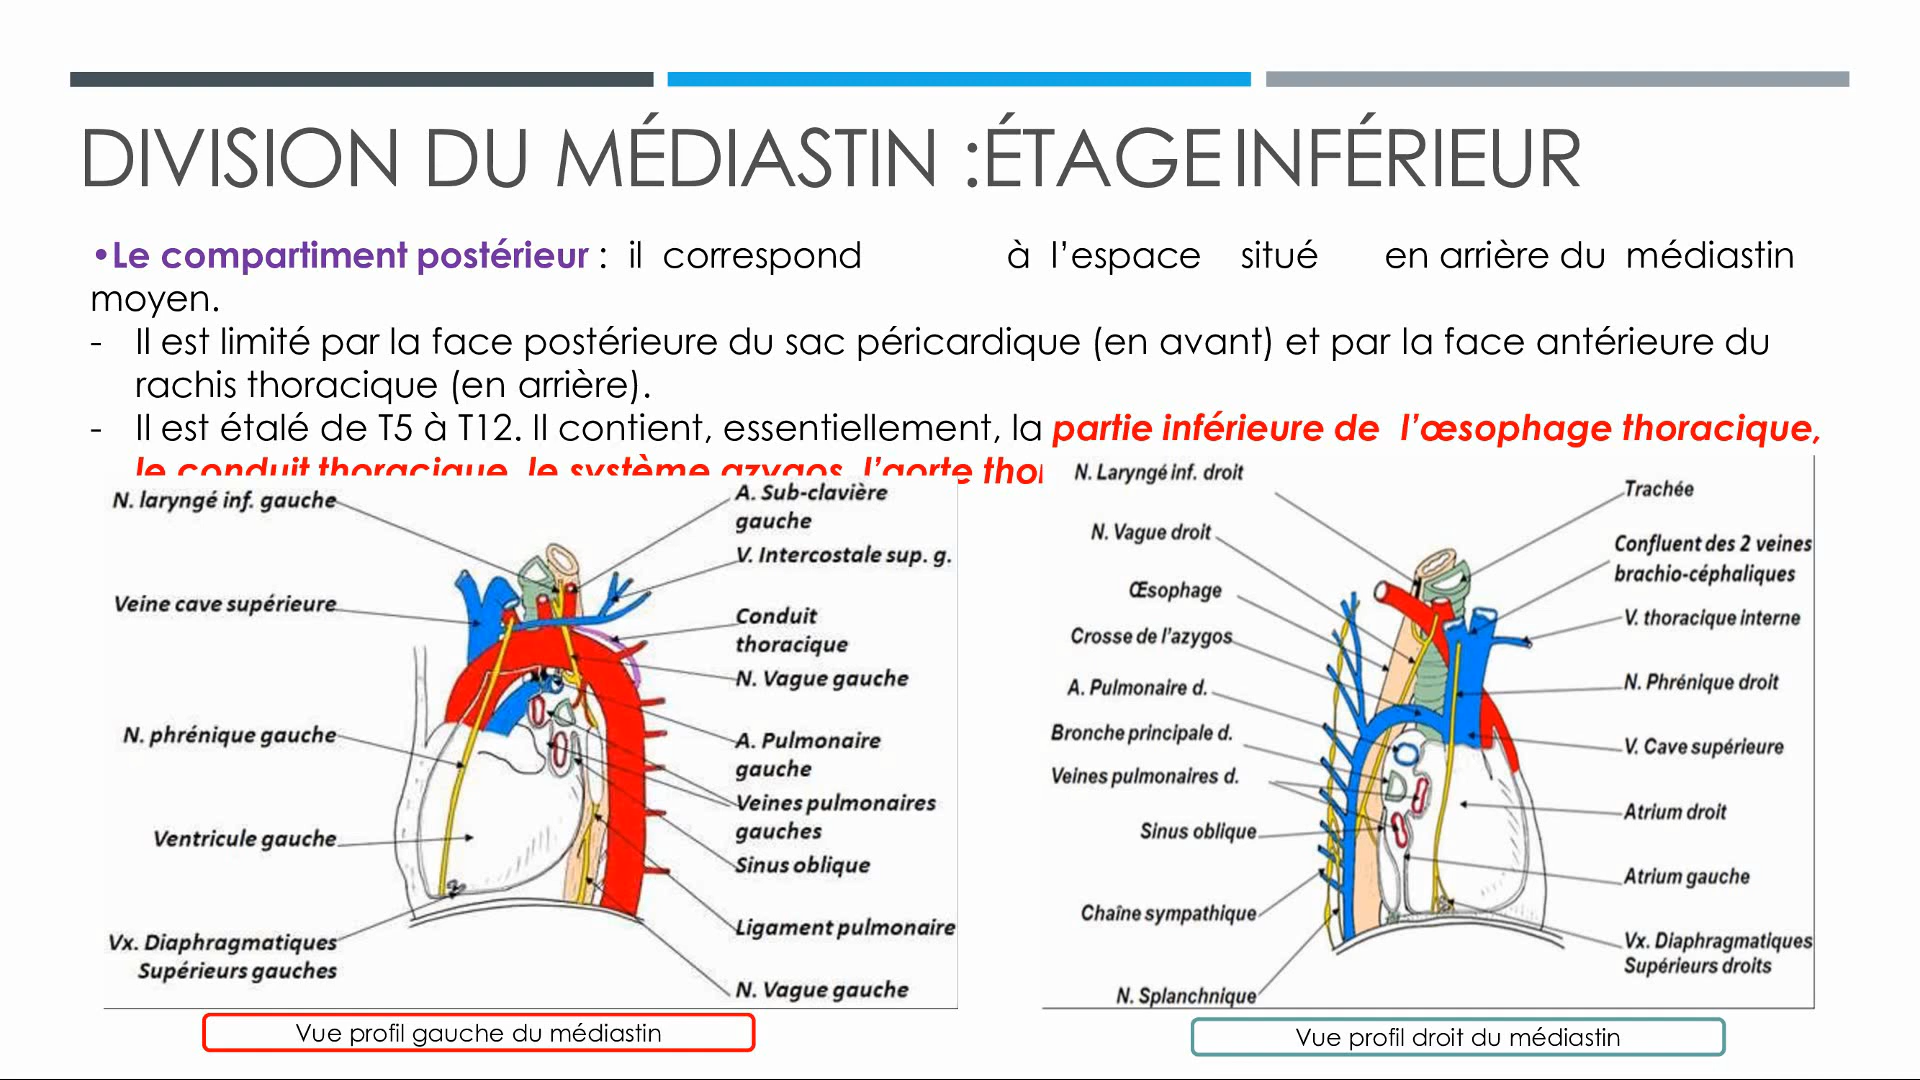 DIVISION DU MÉDIASTIN :ÉTAGE INFÉRIEUR
•Le compartiment postérieur : il correspond à l'espace situé en arrière du médiastin
moyen.
- Il est limité par la face postérieure du sac péricardique (en avant) et par la face antérieure du
rachis thoracique (en arrière).
- Il est étalé de T5 à T12. Il contient, essentiellement, la partie inférieure de l'œsophage thoracique,
le conduit thoracique, le système azygos, l'aorte
N. laryngé inf. gauche
Veine cave supérieure
N. phrénique gauche
Ventricule gauche
Vx. Diaphragmatiques
Supérieurs gauches
A. Sub-clavière
gauche
V. Intercostale sup. g.
Conduit
thoracique
N. Vague gauche
A. Pulmonaire
gauche
Veines pulmonaires
gauches
Sinus oblique
Ligament pulmonaire
N. Vague gauche
Vue profil gauche du médiastin
N. Laryngé inf. droit
N. Vague droit
Œsophage
Crosse de l'azygos
A. Pulmonaire d.
Bronche principale d.
Veines pulmonaires d.
Sinus oblique
Chaîne sympathique
N. Splanchnique
Trachée
Confluent des 2 veines
brachio-céphaliques
V. thoracique interne
N. Phrénique droit
V. Cave supérieure
Atrium droit
Atrium gauche
Vx. Diaphragmatiques
Supérieurs droits
Vue profil droit du médiastin